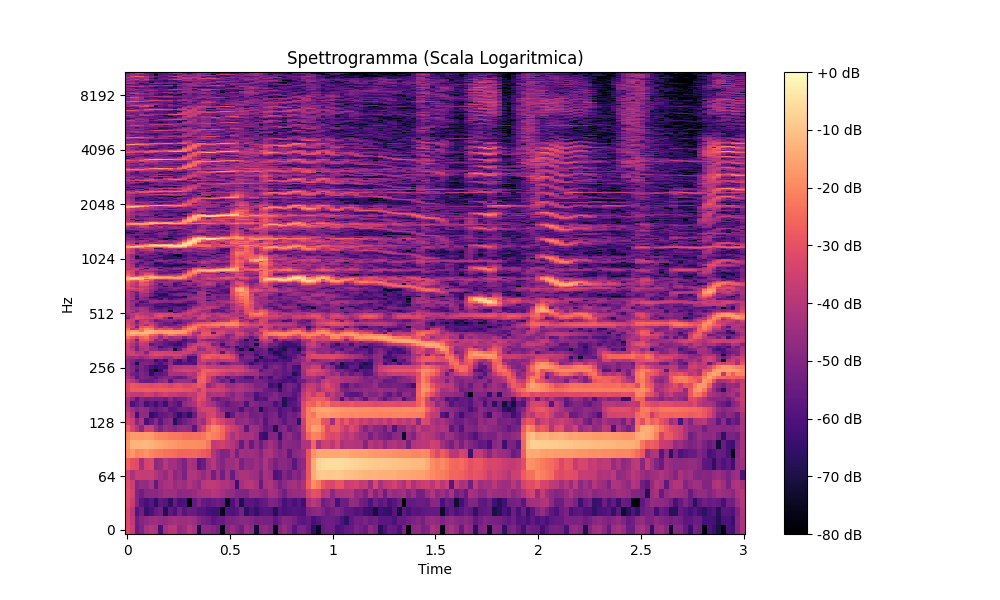 Spettrogramma (Scala Logaritmica)
Hz
8192
4096
2048
1024
512
256
128
64
0
0 0.5 1 1.5 2 2.5 3
Time
+0 dB
-10 dB
-20 dB
-30 dB
-40 dB
-50 dB
-60 dB
-70 dB
-80 dB